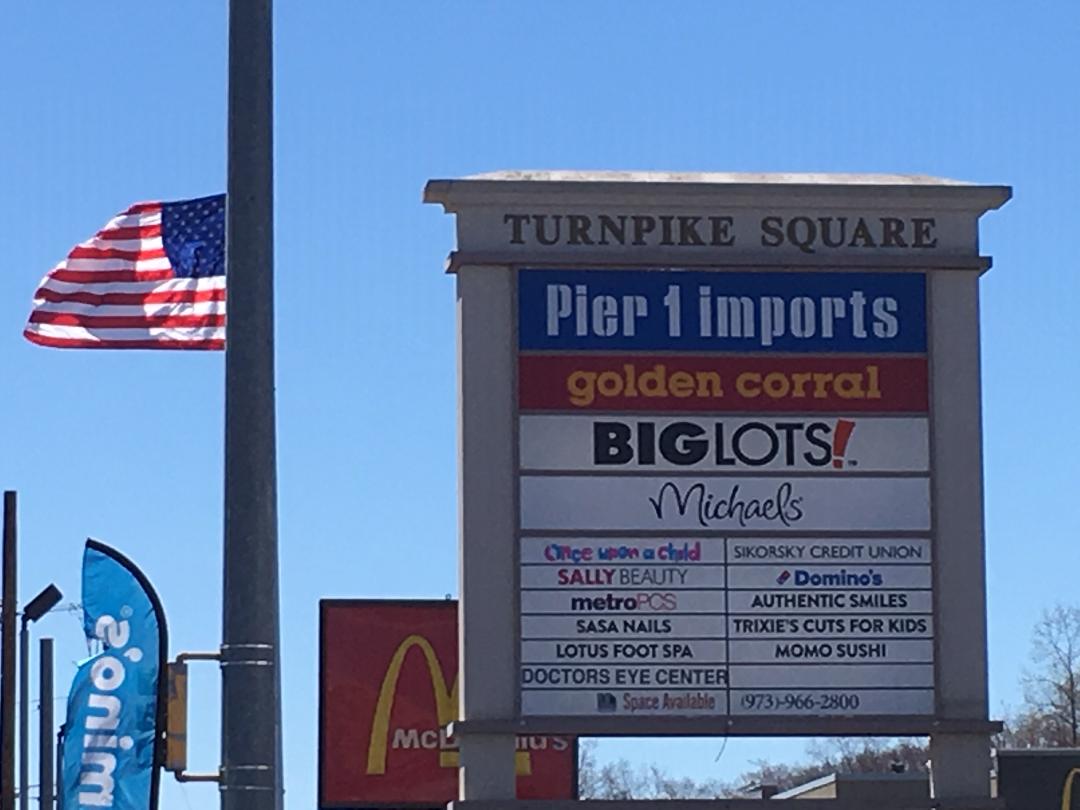 TURNPIKE SQUARE
Pier 1 imports
golden corral
BIGLOTS!™
Michaels
Once upon a child
SIKORSKY CREDIT UNION
SALLY BEAUTY
Domino's
metroPCS
AUTHENTIC SMILES
SASA NAILS
TRIXIE'S CUTS FOR KIDS
LOTUS FOOT SPA
MOMO SUSHI
DOCTORS EYE CENTER
Space Available
(973)-966-2800